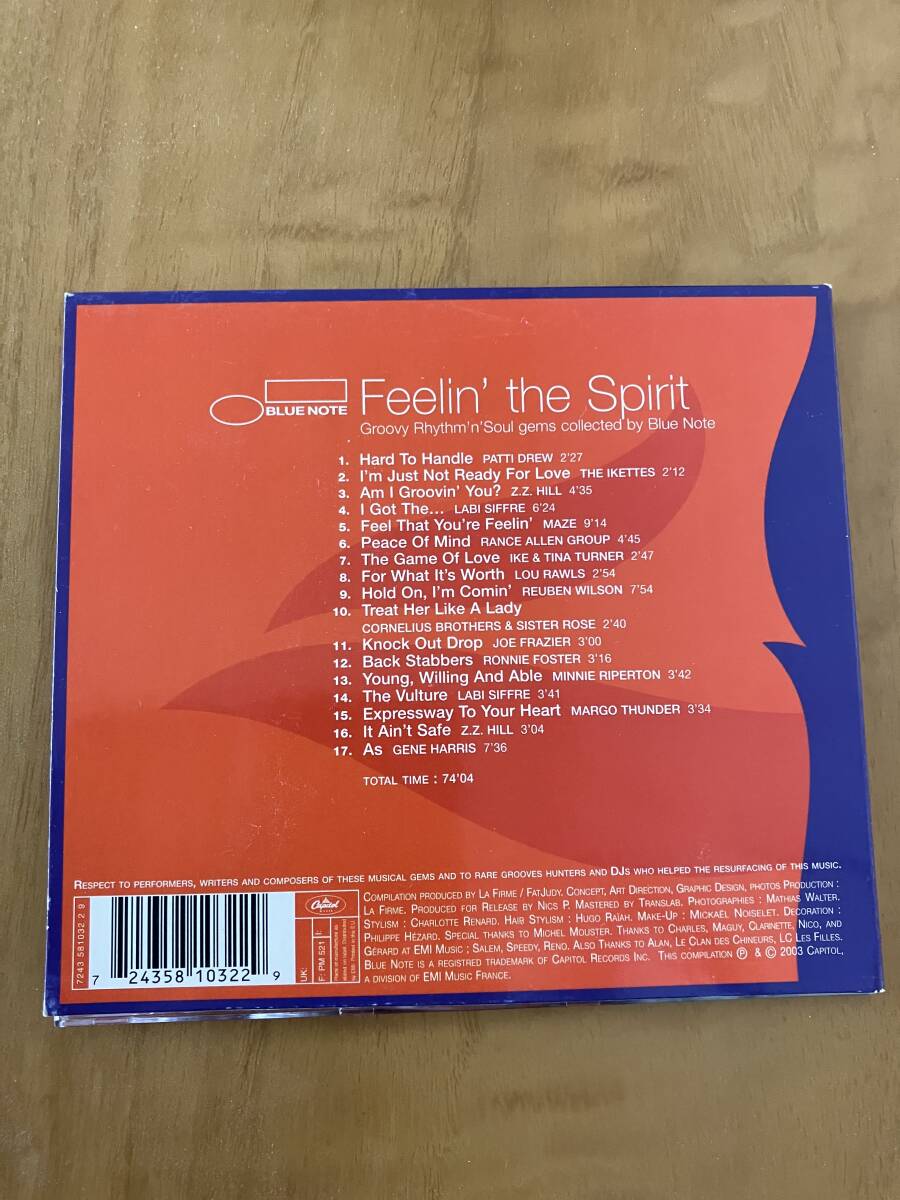 BLUE NOTE
Feelin' the Spirit
Groovy Rhythm'n'Soul gems collected by Blue Note
1. Hard To Handle PATTI DREW 2'27
2. I'm Just Not Ready For Love THE IKETTES 2'12
3. Am I Groovin' You? Z.Z. HILL 4'35
4. I Got The... LABI SIFFRE 6'24
5. Feel That You're Feelin' MAZE 9'14
6. Peace Of Mind RANCE ALLEN GROUP 4'45
7. The Game Of Love IKE & TINA TURNER 2'47
8. For What It's Worth LOU RAWLS 2'54
9. Hold On, I'm Comin' REUBEN WILSON 7'54
10. Treat Her Like A Lady
CORNELIUS BROTHERS & SISTER ROSE 2'40
11. Knock Out Drop JOE FRAZIER 3'00
12. Back Stabbers RONNIE FOSTER 3'16
13. Young, Willing And Able MINNIE RIPERTON 3'42
14. The Vulture LABI SIFFRE 3'41
15. Expressway To Your Heart MARGO THUNDER 3'34
16. It Ain't Safe Z.Z. HILL 3'04
17. As GENE HARRIS 7'36
TOTAL TIME : 74'04
RESPECT TO PERFORMERS, WRITERS AND COMPOSERS OF THESE MUSICAL GEMS AND TO RARE GROOVES HUNTERS AND DJS WHO HELPED THE RESURFACING OF THIS MUSIC.
COMPILATION PRODUCED BY LA FIRME / FATJUDY. CONCEPT, ART DIRECTION, GRAPHIC DESIGN, PHOTOS PRODUCTION :
LA FIRME. PRODUCED FOR RELEASE BY NICS P. MASTERED BY TRANSLAB. PHOTOGRAPHIES : MATHIAS WALTER.
STYLISM : CHARLOTTE RENARD. HAIR STYLISM : HUGO RAÏAH. MAKE-UP : MICKAËL NOISELET. DECORATION :
PHILIPPE HÉZARD. SPECIAL THANKS TO MICHEL MOUSTER. THANKS TO CHARLES, MAGUY, CLARINETTE, NICO, AND
GÉRARD AT EMI MUSIC : SALEM, SPEEDY, RENO. ALSO THANKS TO ALAN, LE CLAN DES CHINEURS, LC LES FILLES.
BLUE NOTE IS A REGISTERED TRADEMARK OF CAPITOL RECORDS INC. THIS COMPILATION Ⓟ & © 2003 CAPITOL,
A DIVISION OF EMI MUSIC FRANCE.
7243 581032 2 9
7 24358 10322 9
Capitol
UK:
F: PM 521
I: